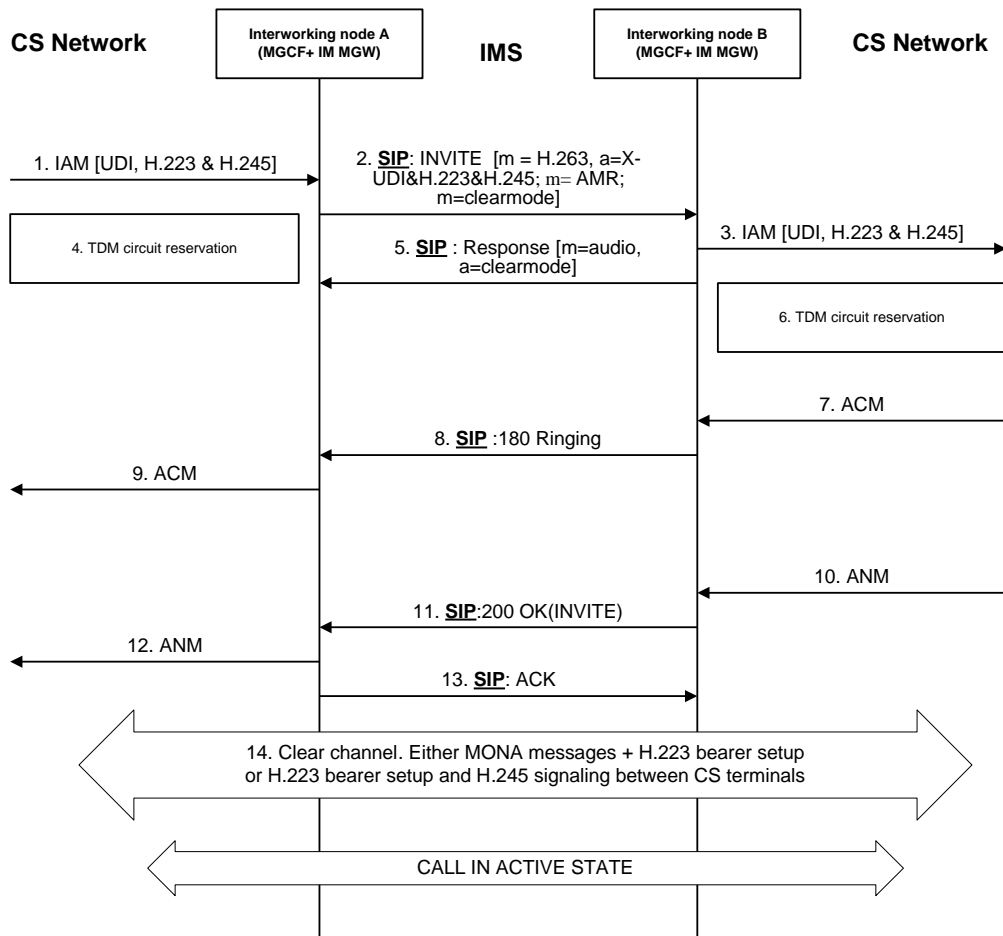 CS Network
Interworking node A
(MGCF+ IM MGW)
IMS
Interworking node B
(MGCF+ IM MGW)
CS Network
1. IAM [UDI, H.223 & H.245]
2. SIP: INVITE [m = H.263, a=X-
UDI&H.223&H.245; m= AMR;
m=clearmode]
3. IAM [UDI, H.223 & H.245]
4. TDM circuit reservation
5. SIP : Response [m=audio,
a=clearmode]
6. TDM circuit reservation
7. ACM
8. SIP :180 Ringing
9. ACM
10. ANM
11. SIP:200 OK(INVITE)
12. ANM
13. SIP: ACK
14. Clear channel. Either MONA messages + H.223 bearer setup
or H.223 bearer setup and H.245 signaling between CS terminals
CALL IN ACTIVE STATE